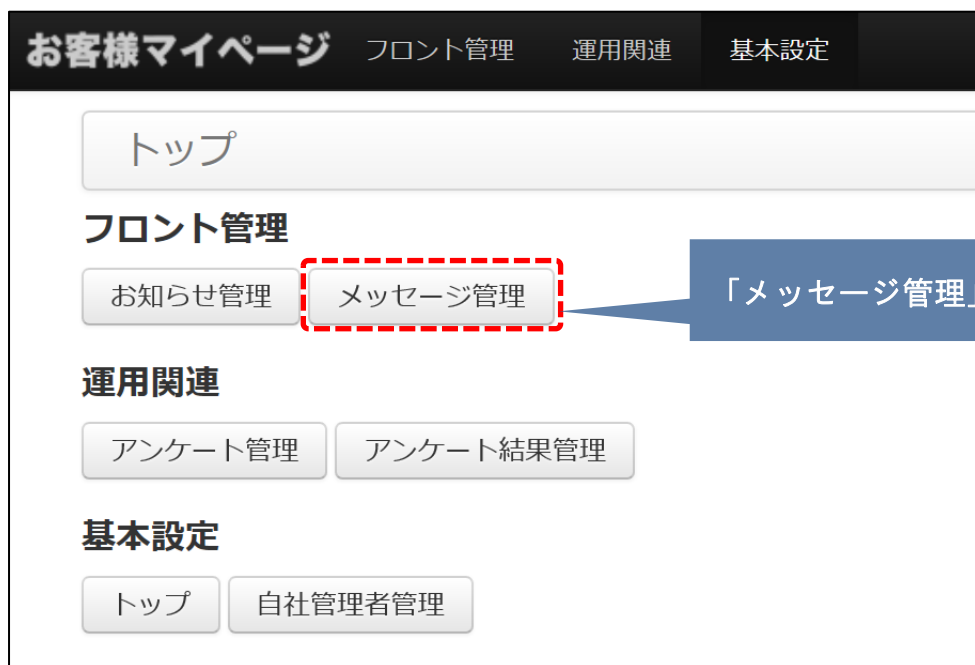 お客様マイページ フロント管理 運用関連 基本設定
トップ
フロント管理
お知らせ管理 メッセージ管理
「メッセージ管理」
運用関連
アンケート管理 アンケート結果管理
基本設定
トップ 自社管理者管理